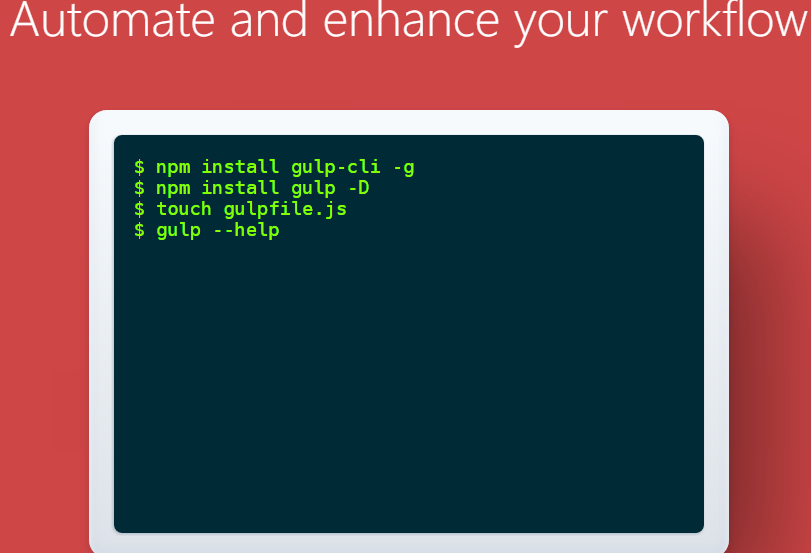 Automate and enhance your workflow
$ npm install gulp-cli -g
$ npm install gulp -D
$ touch gulpfile.js
$ gulp --help